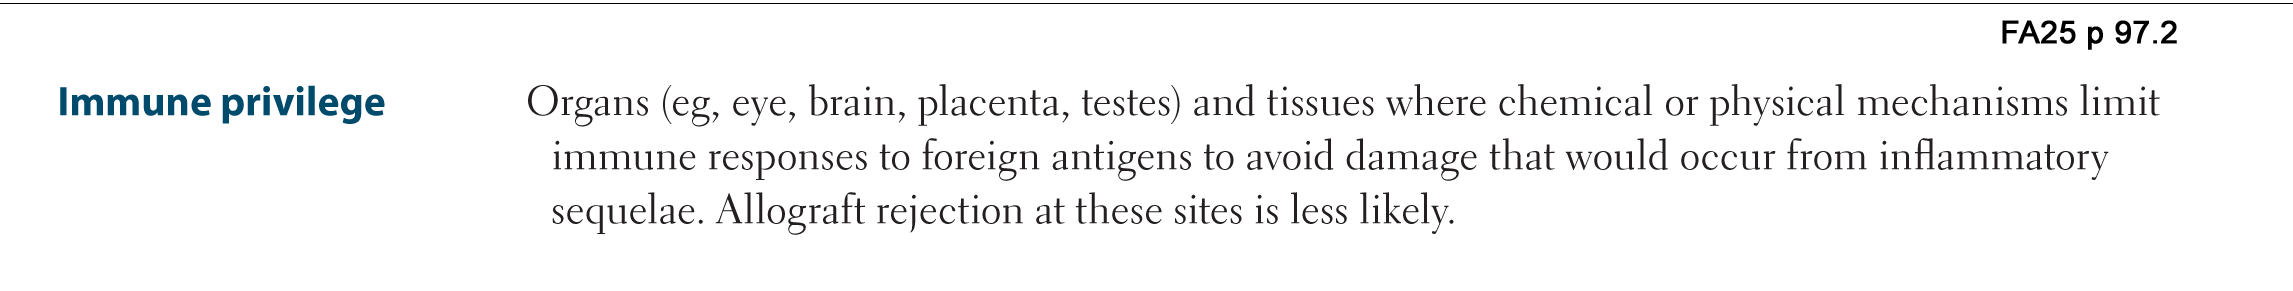 FA25 p 97.2
Immune privilege
Organs (eg, eye, brain, placenta, testes) and tissues where chemical or physical mechanisms limit
immune responses to foreign antigens to avoid damage that would occur from inflammatory
sequelae. Allograft rejection at these sites is less likely.